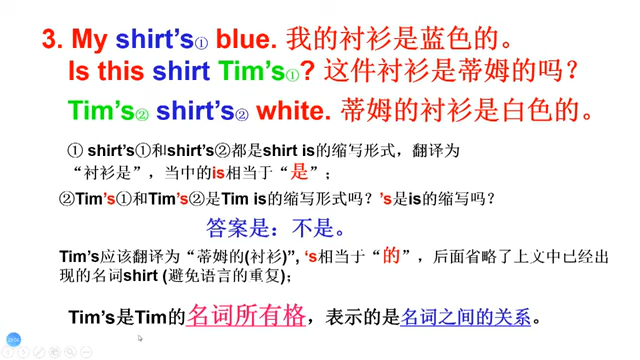 3. My shirt’s① blue. 我的衬衫是蓝色的。
Is this shirt Tim’s①? 这件衬衫是蒂姆的吗？
Tim’s② shirt’s② white. 蒂姆的衬衫是白色的。
① shirt’s①和shirt’s②都是shirt is的缩写形式，翻译为
“衬衫是”，当中的is相当于“是”；
②Tim’s①和Tim’s②是Tim is的缩写形式吗？’s是is的缩写吗？
答案是：不是。
Tim’s应该翻译为“蒂姆的(衬衫)”, ‘s相当于“的”，后面省略了上文中已经出
现的名词shirt (避免语言的重复)；
Tim’s是Tim的名词所有格，表示的是名词之间的关系。